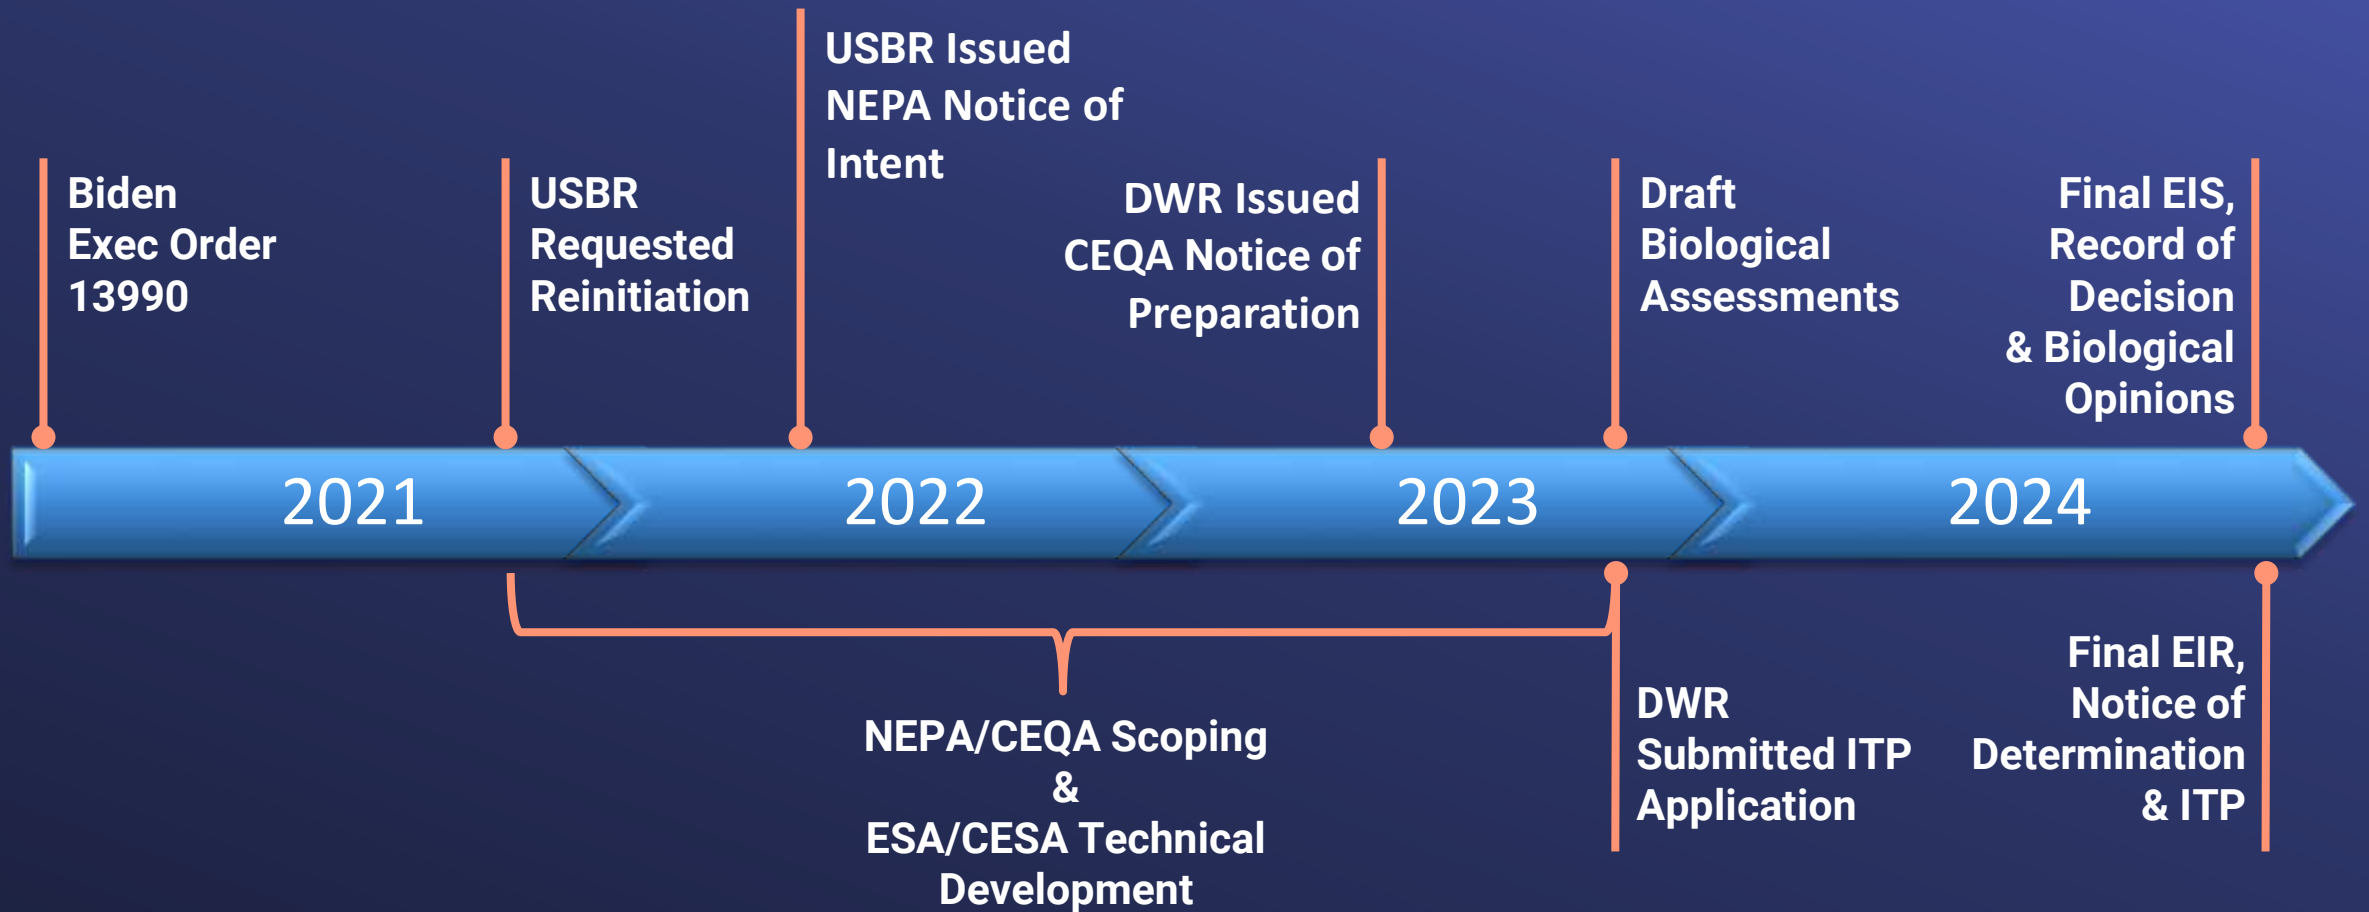 USBR Issued
NEPA Notice of
Intent
Biden
Exec Order
13990
USBR
Requested
Reinitiation
DWR Issued
CEQA Notice of
Preparation
Draft
Biological
Assessments
Final EIS,
Record of
Decision
& Biological
Opinions
2021
2022
2023
2024
NEPA/CEQA Scoping
&
ESA/CESA Technical
Development
DWR
Submitted ITP
Application
Final EIR,
Notice of
Determination
& ITP